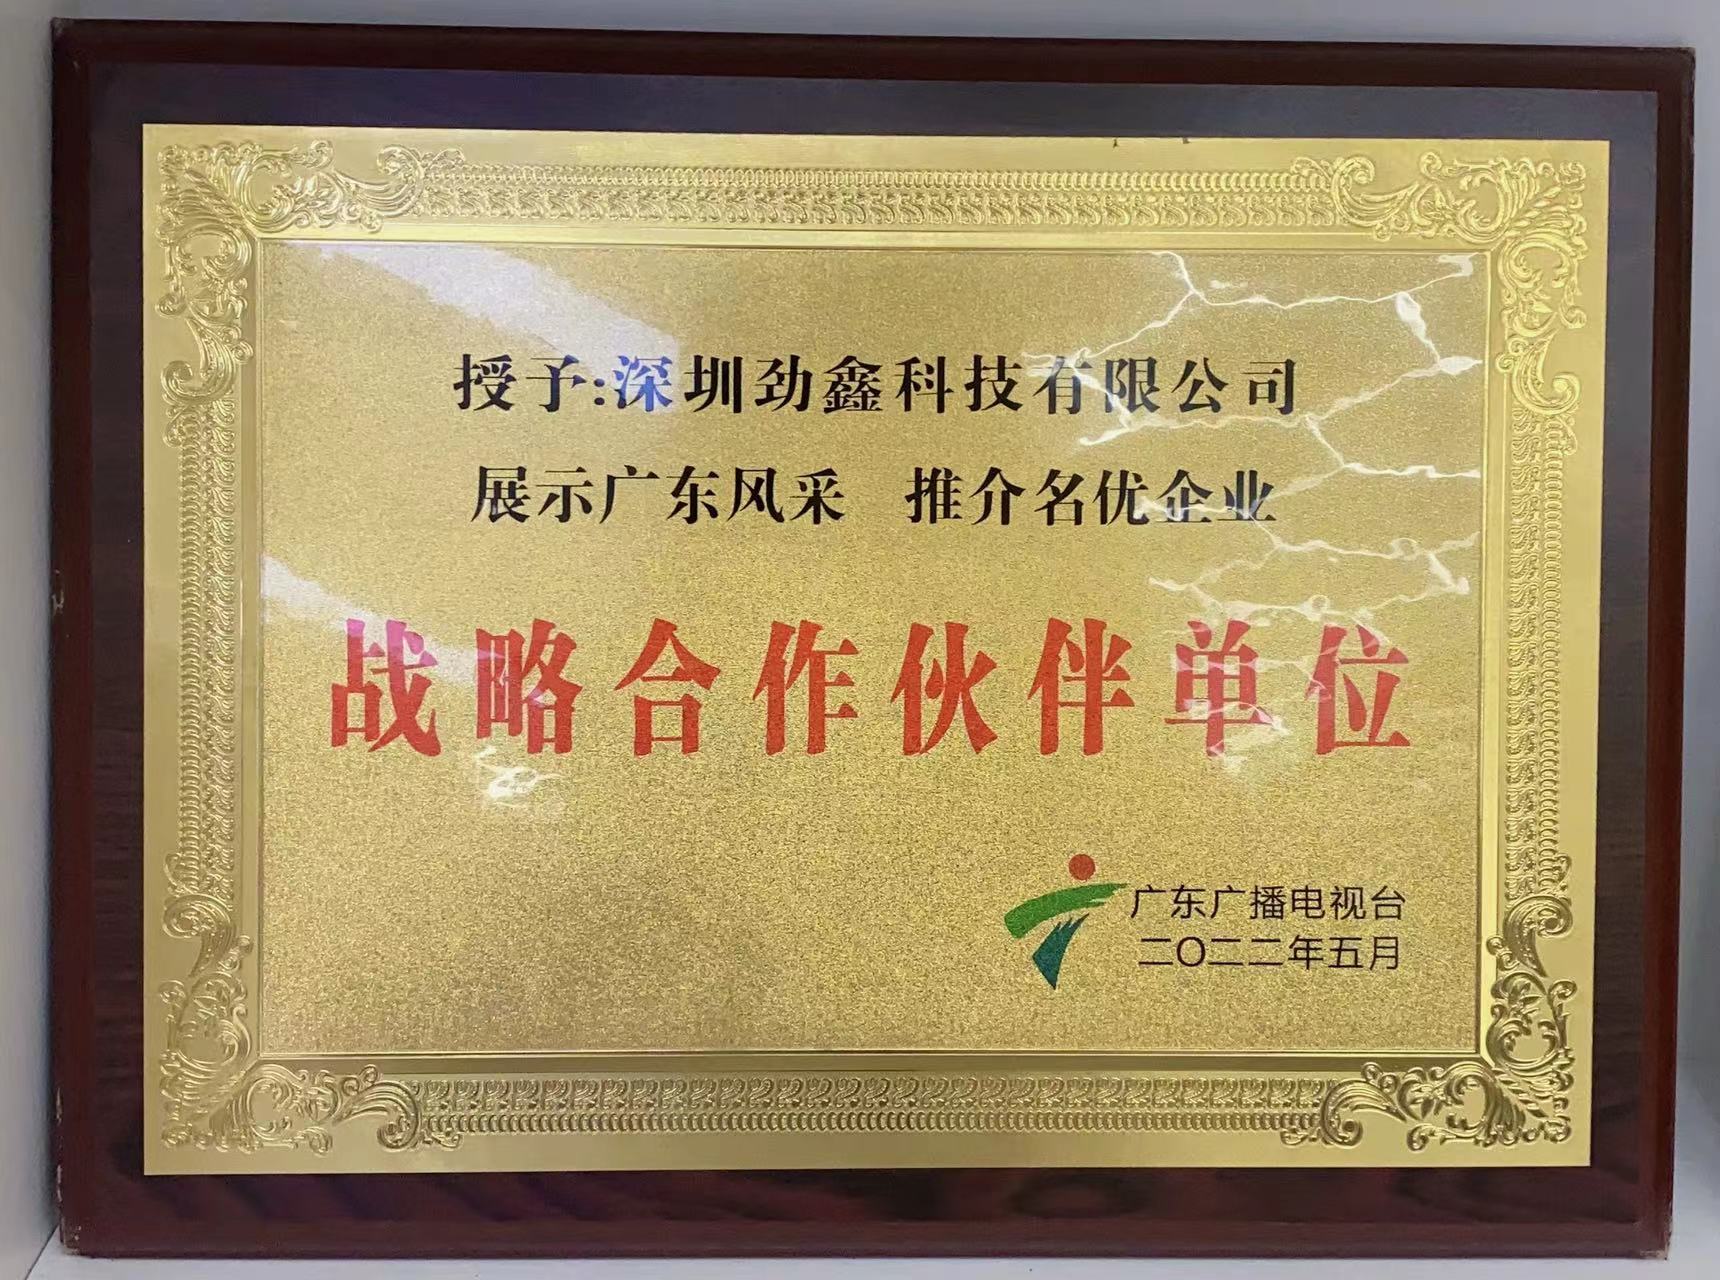 授予:深圳劲鑫科技有限公司
展示广东风采 推介名优企业
战略合作伙伴单位
广东广播电视台
二〇二二年五月